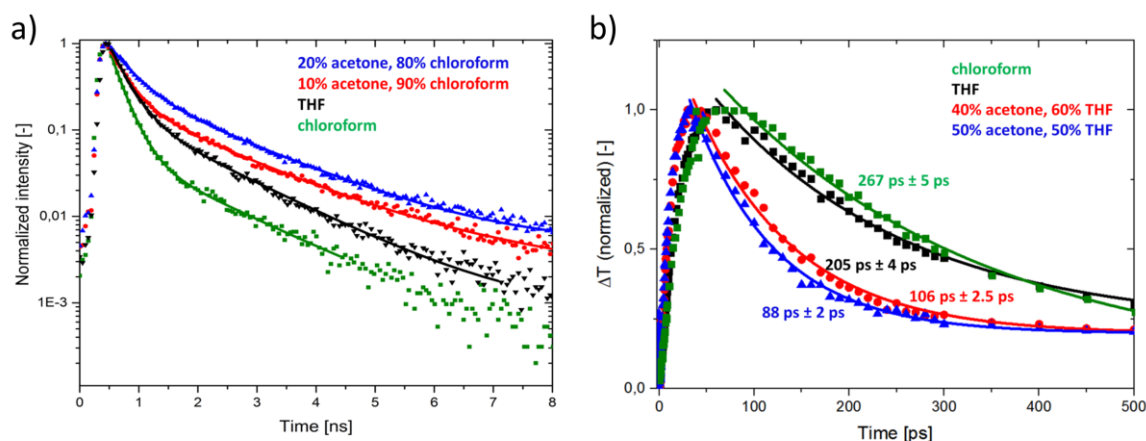 a)
Normalized intensity [-]
1
0,1
0,01
1E-3
20% acetone, 80% chloroform
10% acetone, 90% chloroform
THF
chloroform
0 1 2 3 4 5 6 7 8
Time [ns]
b)
ΔT (normalized) [-]
1,0
0,5
0,0
chloroform
THF
40% acetone, 60% THF
50% acetone, 50% THF
267 ps ± 5 ps
205 ps ± 4 ps
106 ps ± 2.5 ps
88 ps ± 2 ps
0 100 200 300 400 500
Time [ps]